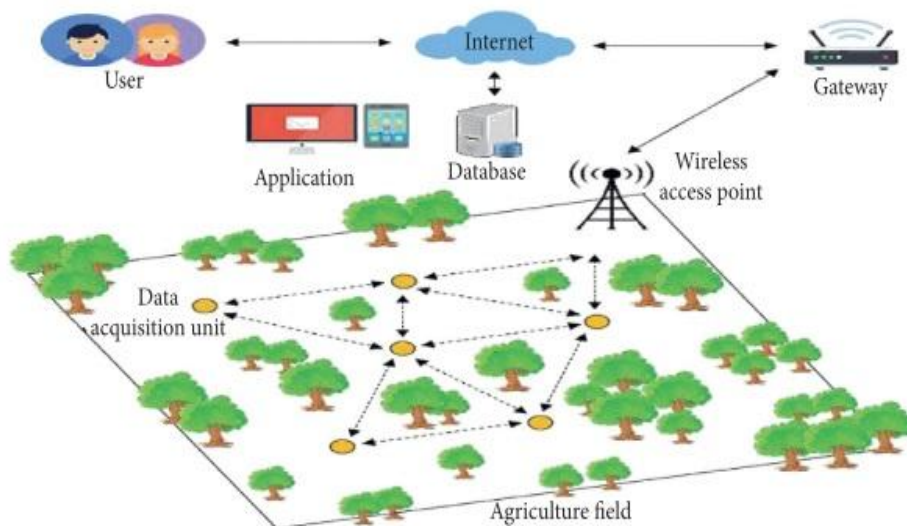 Internet
User
Gateway
Application
Database
Wireless
access point
Data
acquisition unit
Agriculture field